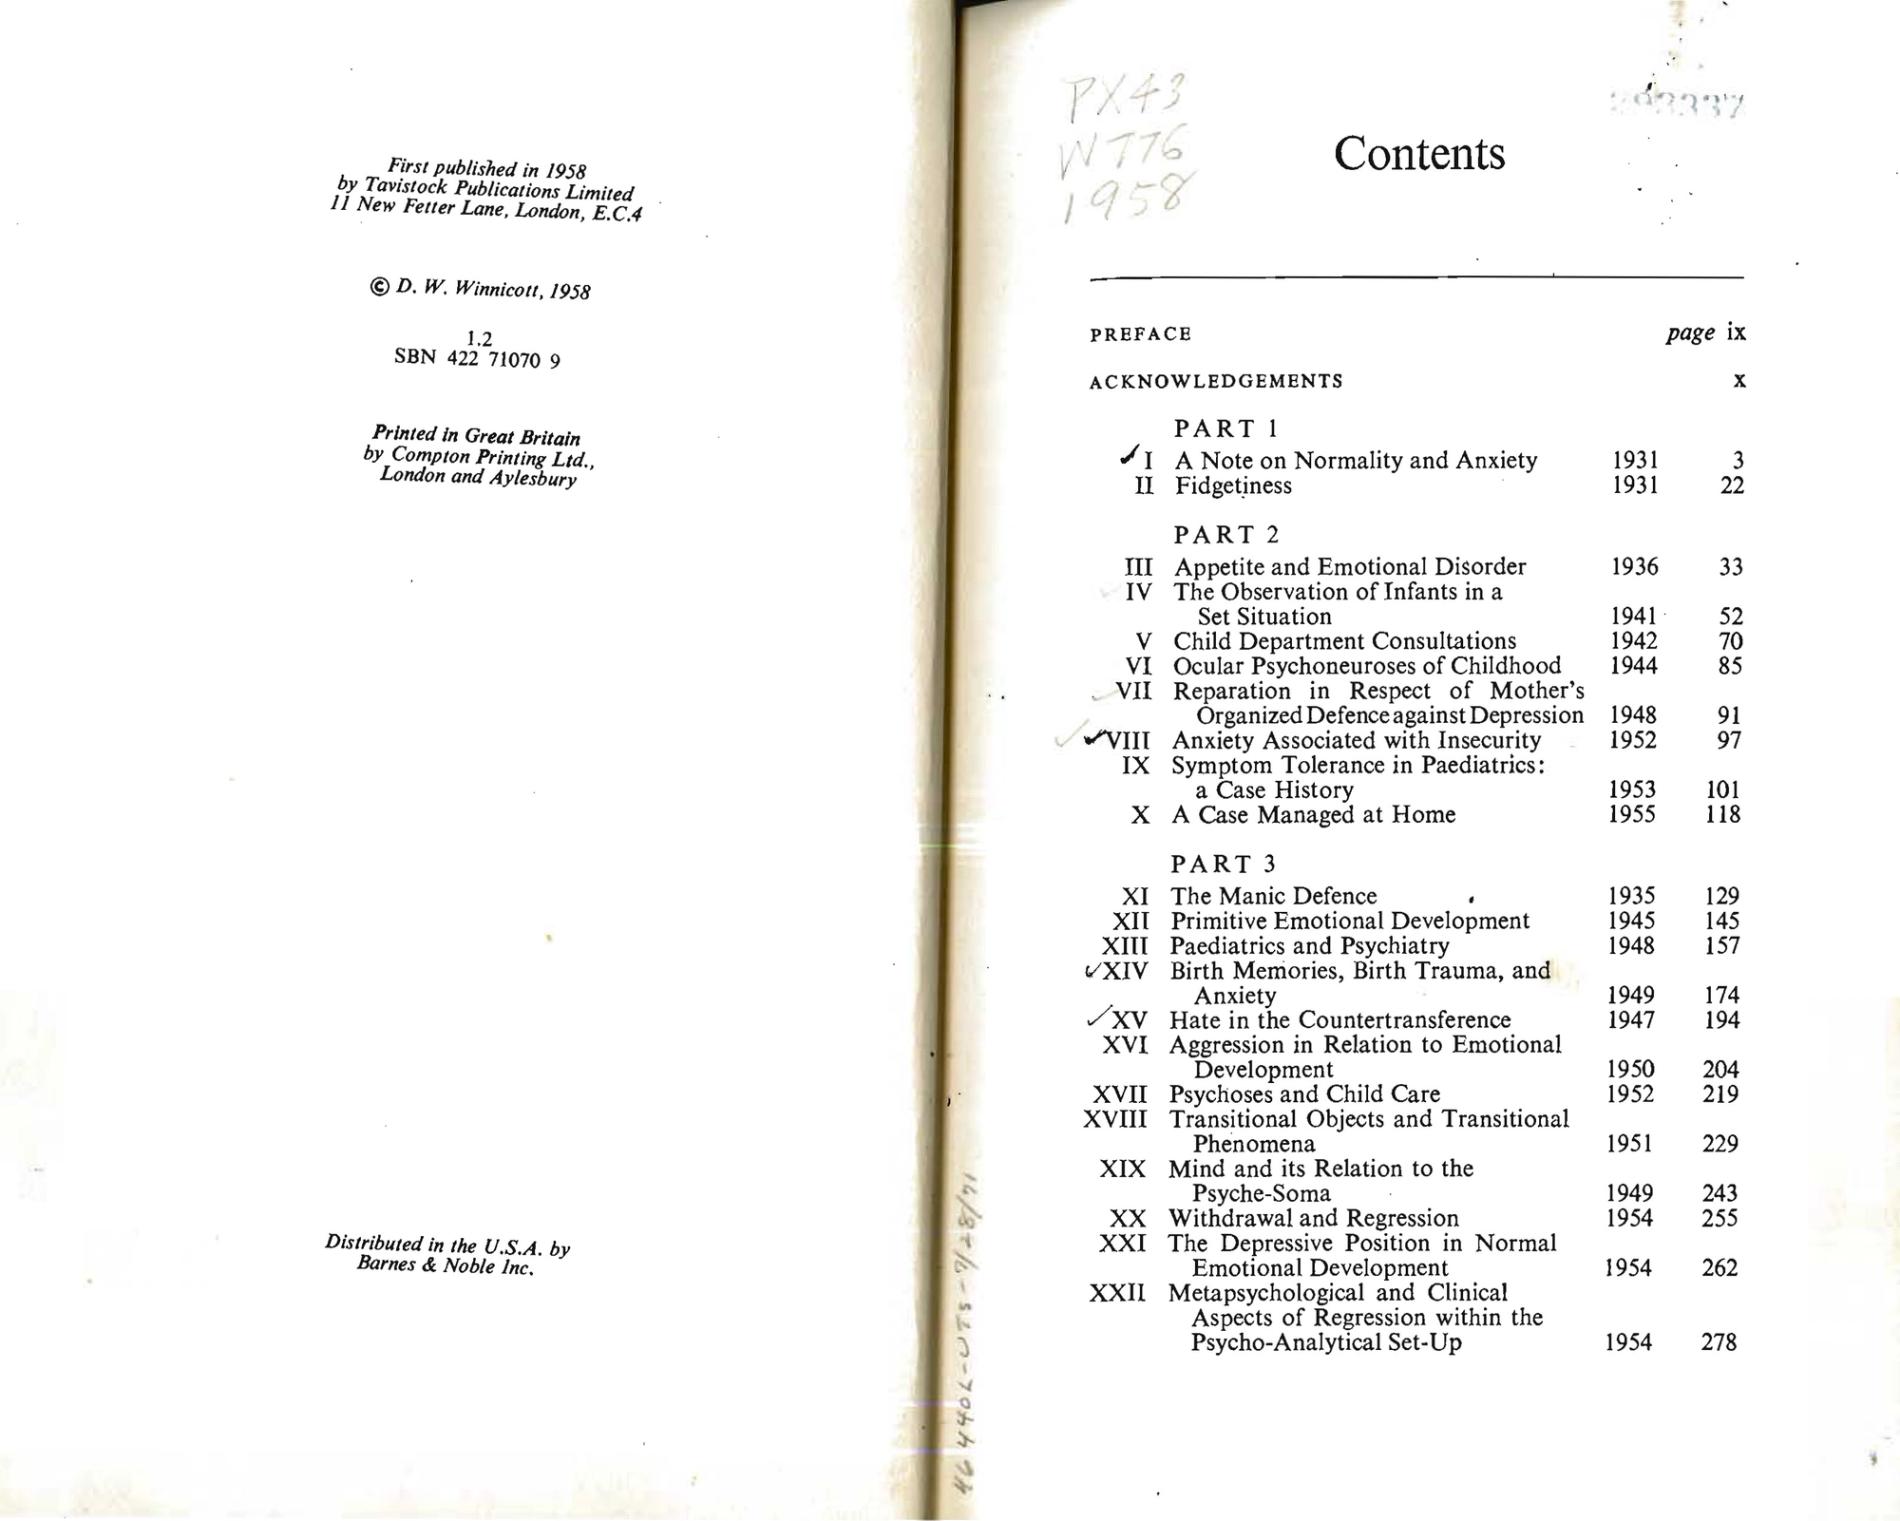 First published in 1958
by Tavistock Publications Limited
11 New Fetter Lane, London, E.C.4
© D. W. Winnicott, 1958
1.2
SBN 422 71070 9
Printed in Great Britain
by Compton Printing Ltd.,
London and Aylesbury
Distributed in the U.S.A. by
Barnes & Noble Inc.
PX43
W776
1958
Contents
PREFACE page ix
ACKNOWLEDGEMENTS x
PART 1
I A Note on Normality and Anxiety 1931 3
II Fidgetiness 1931 22
PART 2
III Appetite and Emotional Disorder 1936 33
IV The Observation of Infants in a
Set Situation 1941 52
V Child Department Consultations 1942 70
VI Ocular Psychoneuroses of Childhood 1944 85
VII Reparation in Respect of Mother's
Organized Defence against Depression 1948 91
VIII Anxiety Associated with Insecurity 1952 97
IX Symptom Tolerance in Paediatrics:
a Case History 1953 101
X A Case Managed at Home 1955 118
PART 3
XI The Manic Defence 1935 129
XII Primitive Emotional Development 1945 145
XIII Paediatrics and Psychiatry 1948 157
XIV Birth Memories, Birth Trauma, and
Anxiety 1949 174
XV Hate in the Countertransference 1947 194
XVI Aggression in Relation to Emotional
Development 1950 204
XVII Psychoses and Child Care 1952 219
XVIII Transitional Objects and Transitional
Phenomena 1951 229
XIX Mind and its Relation to the
Psyche-Soma 1949 243
XX Withdrawal and Regression 1954 255
XXI The Depressive Position in Normal
Emotional Development 1954 262
XXII Metapsychological and Clinical
Aspects of Regression within the
Psycho-Analytical Set-Up 1954 278